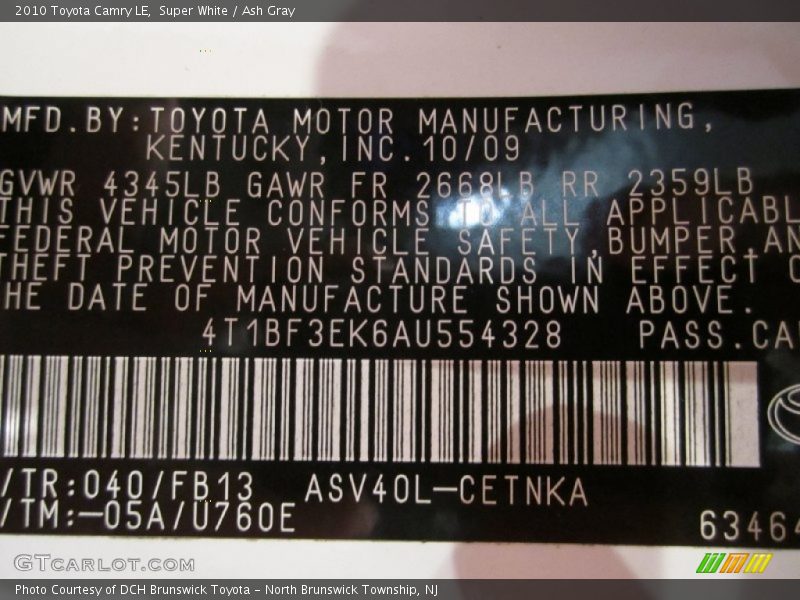 2010 Toyota Camry LE, Super White / Ash Gray
MFD.BY:TOYOTA MOTOR MANUFACTURING,
KENTUCKY,INC.10/09
GVWR 4345LB GAWR FR 2668LB RR 2359LB
THIS VEHICLE CONFORMS TO ALL APPLICABL
FEDERAL MOTOR VEHICLE SAFETY,BUMPER,AN
THEFT PREVENTION STANDARDS IN EFFECT O
HE DATE OF MANUFACTURE SHOWN ABOVE.
4T1BF3EK6AU554328 PASS.CA
/TR:040/FB13 ASV40L-CETNKA
/TM:-05A/U760E
63464
GTCARLOT.COM
Photo Courtesy of DCH Brunswick Toyota - North Brunswick Township, NJ